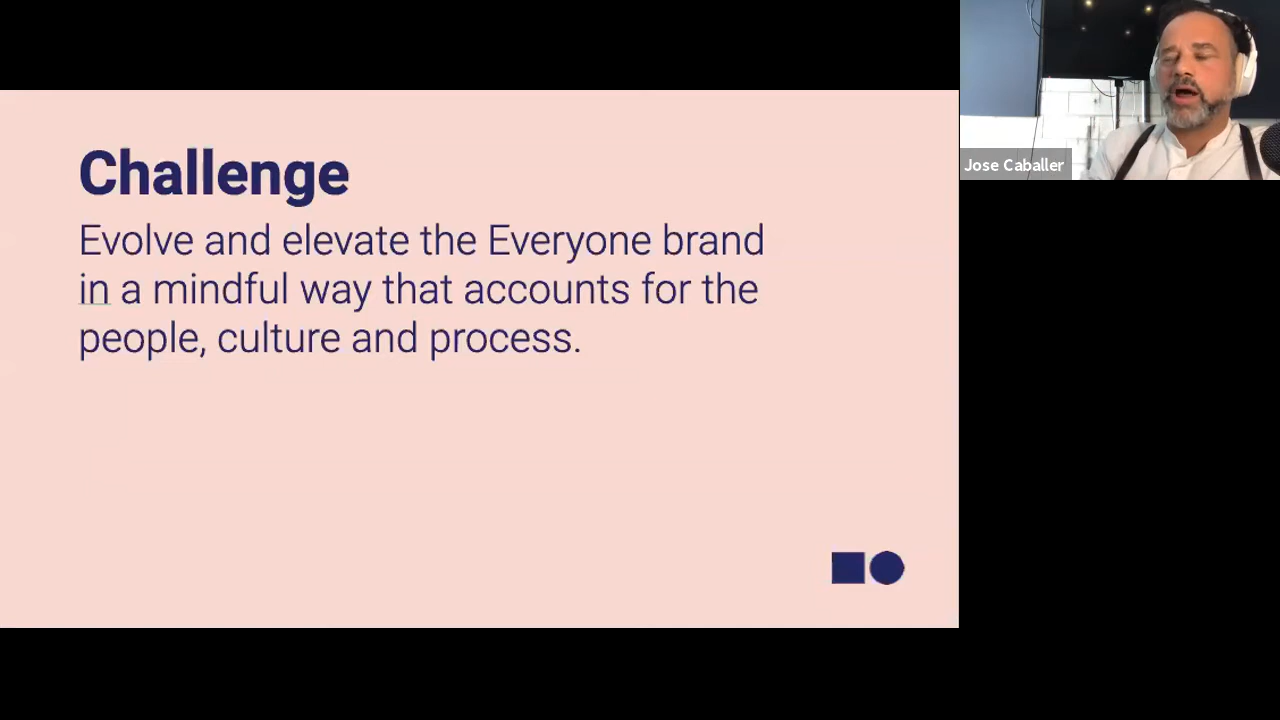 Challenge
Evolve and elevate the Everyone brand
in a mindful way that accounts for the
people, culture and process.
Jose Caballer